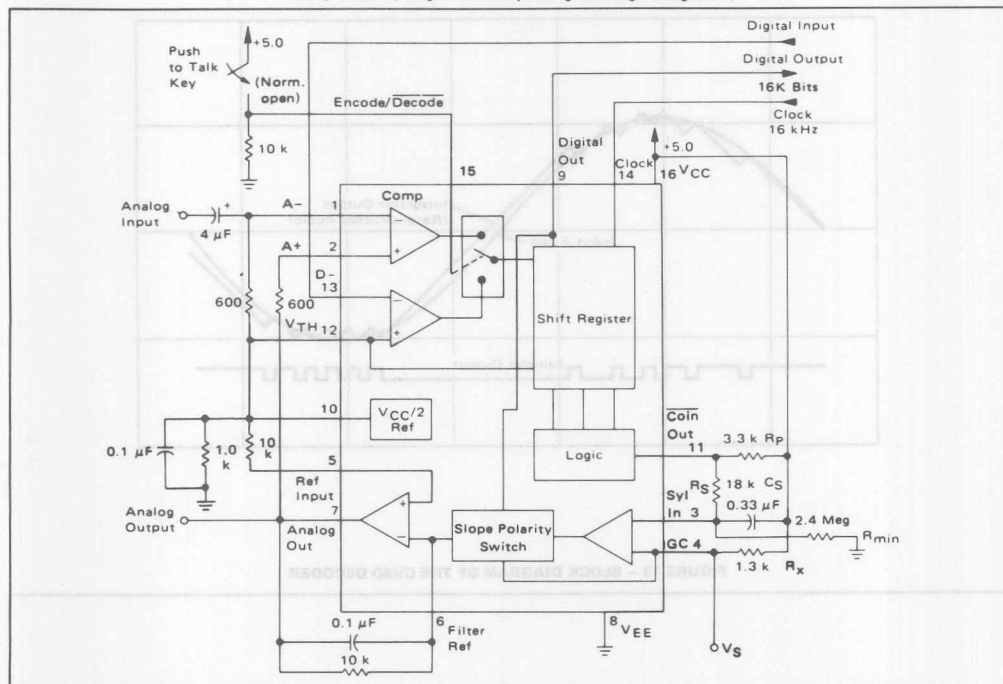 Digital Input
+5.0
Push
to Talk
Key
(Norm.
open)
Digital Output
16K Bits
Encode/Decode
Clock
16 kHz
10 k
Digital
Out
+5.0
15
9
Clock
14
16 VCC
Analog
Input
4 µF
+
A−
1
Comp
−
+
A+
2
D−
13
600
600
VTH
12
−
+
Shift Register
10
VCC/2
Ref
0.1 µF
1.0
k
10
k
Coin
Out
11
3.3 k RP
Logic
5
Ref
Input
RS
18 k
CS
0.33 µF
Syl
In 3
2.4 Meg
Rmin
7
Analog
Output
Analog
Out
+
−
Slope Polarity
Switch
GC 4
1.3 k
Rx
0.1 µF
6
Filter
Ref
10 k
8 VEE
VS
FIGURE 13 – BLOCK DIAGRAM OF THE CVSD DECODER